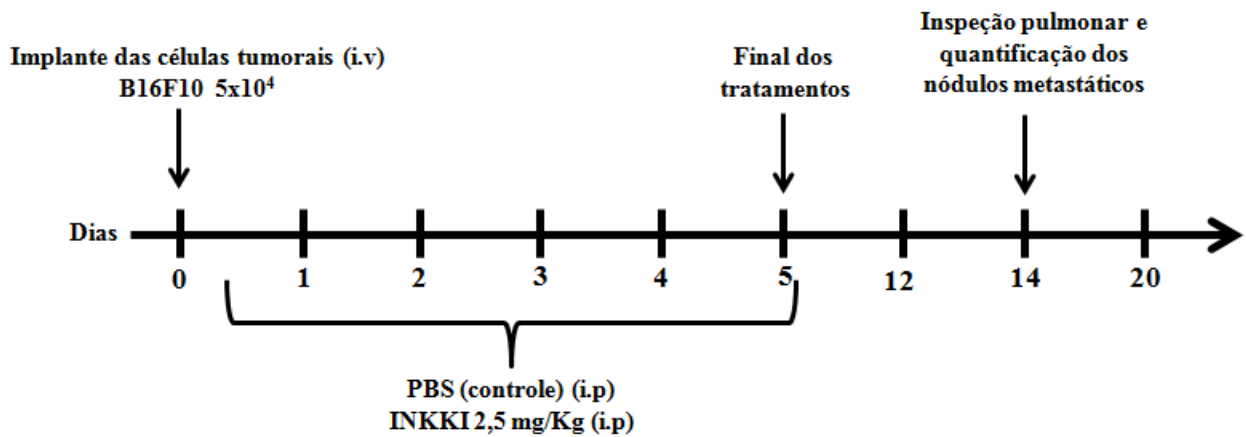 Implante das células tumorais (i.v)
B16F10 5x10⁴
Final dos
tratamentos
Inspeção pulmonar e
quantificação dos
nódulos metastáticos
Dias
0 1 2 3 4 5 12 14 20
PBS (controle) (i.p)
INKKI 2,5 mg/Kg (i.p)